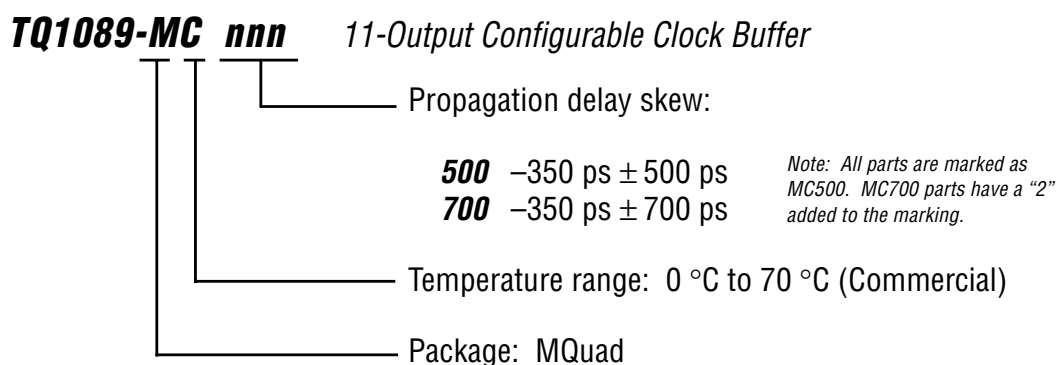 TQ1089-MC nnn 11-Output Configurable Clock Buffer
Propagation delay skew:
500 –350 ps ± 500 ps
700 –350 ps ± 700 ps
Note: All parts are marked as
MC500. MC700 parts have a “2”
added to the marking.
Temperature range: 0 °C to 70 °C (Commercial)
Package: MQuad